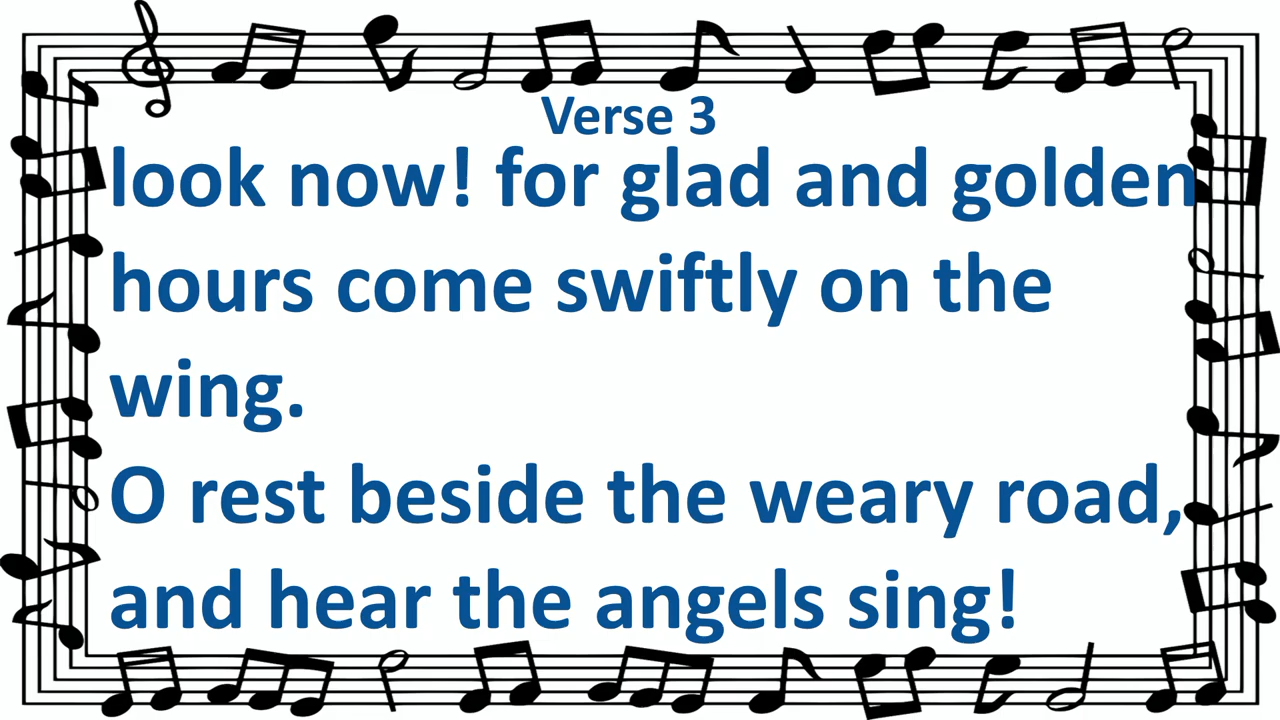 Verse 3
look now! for glad and golden
hours come swiftly on the
wing.
O rest beside the weary road,
and hear the angels sing!